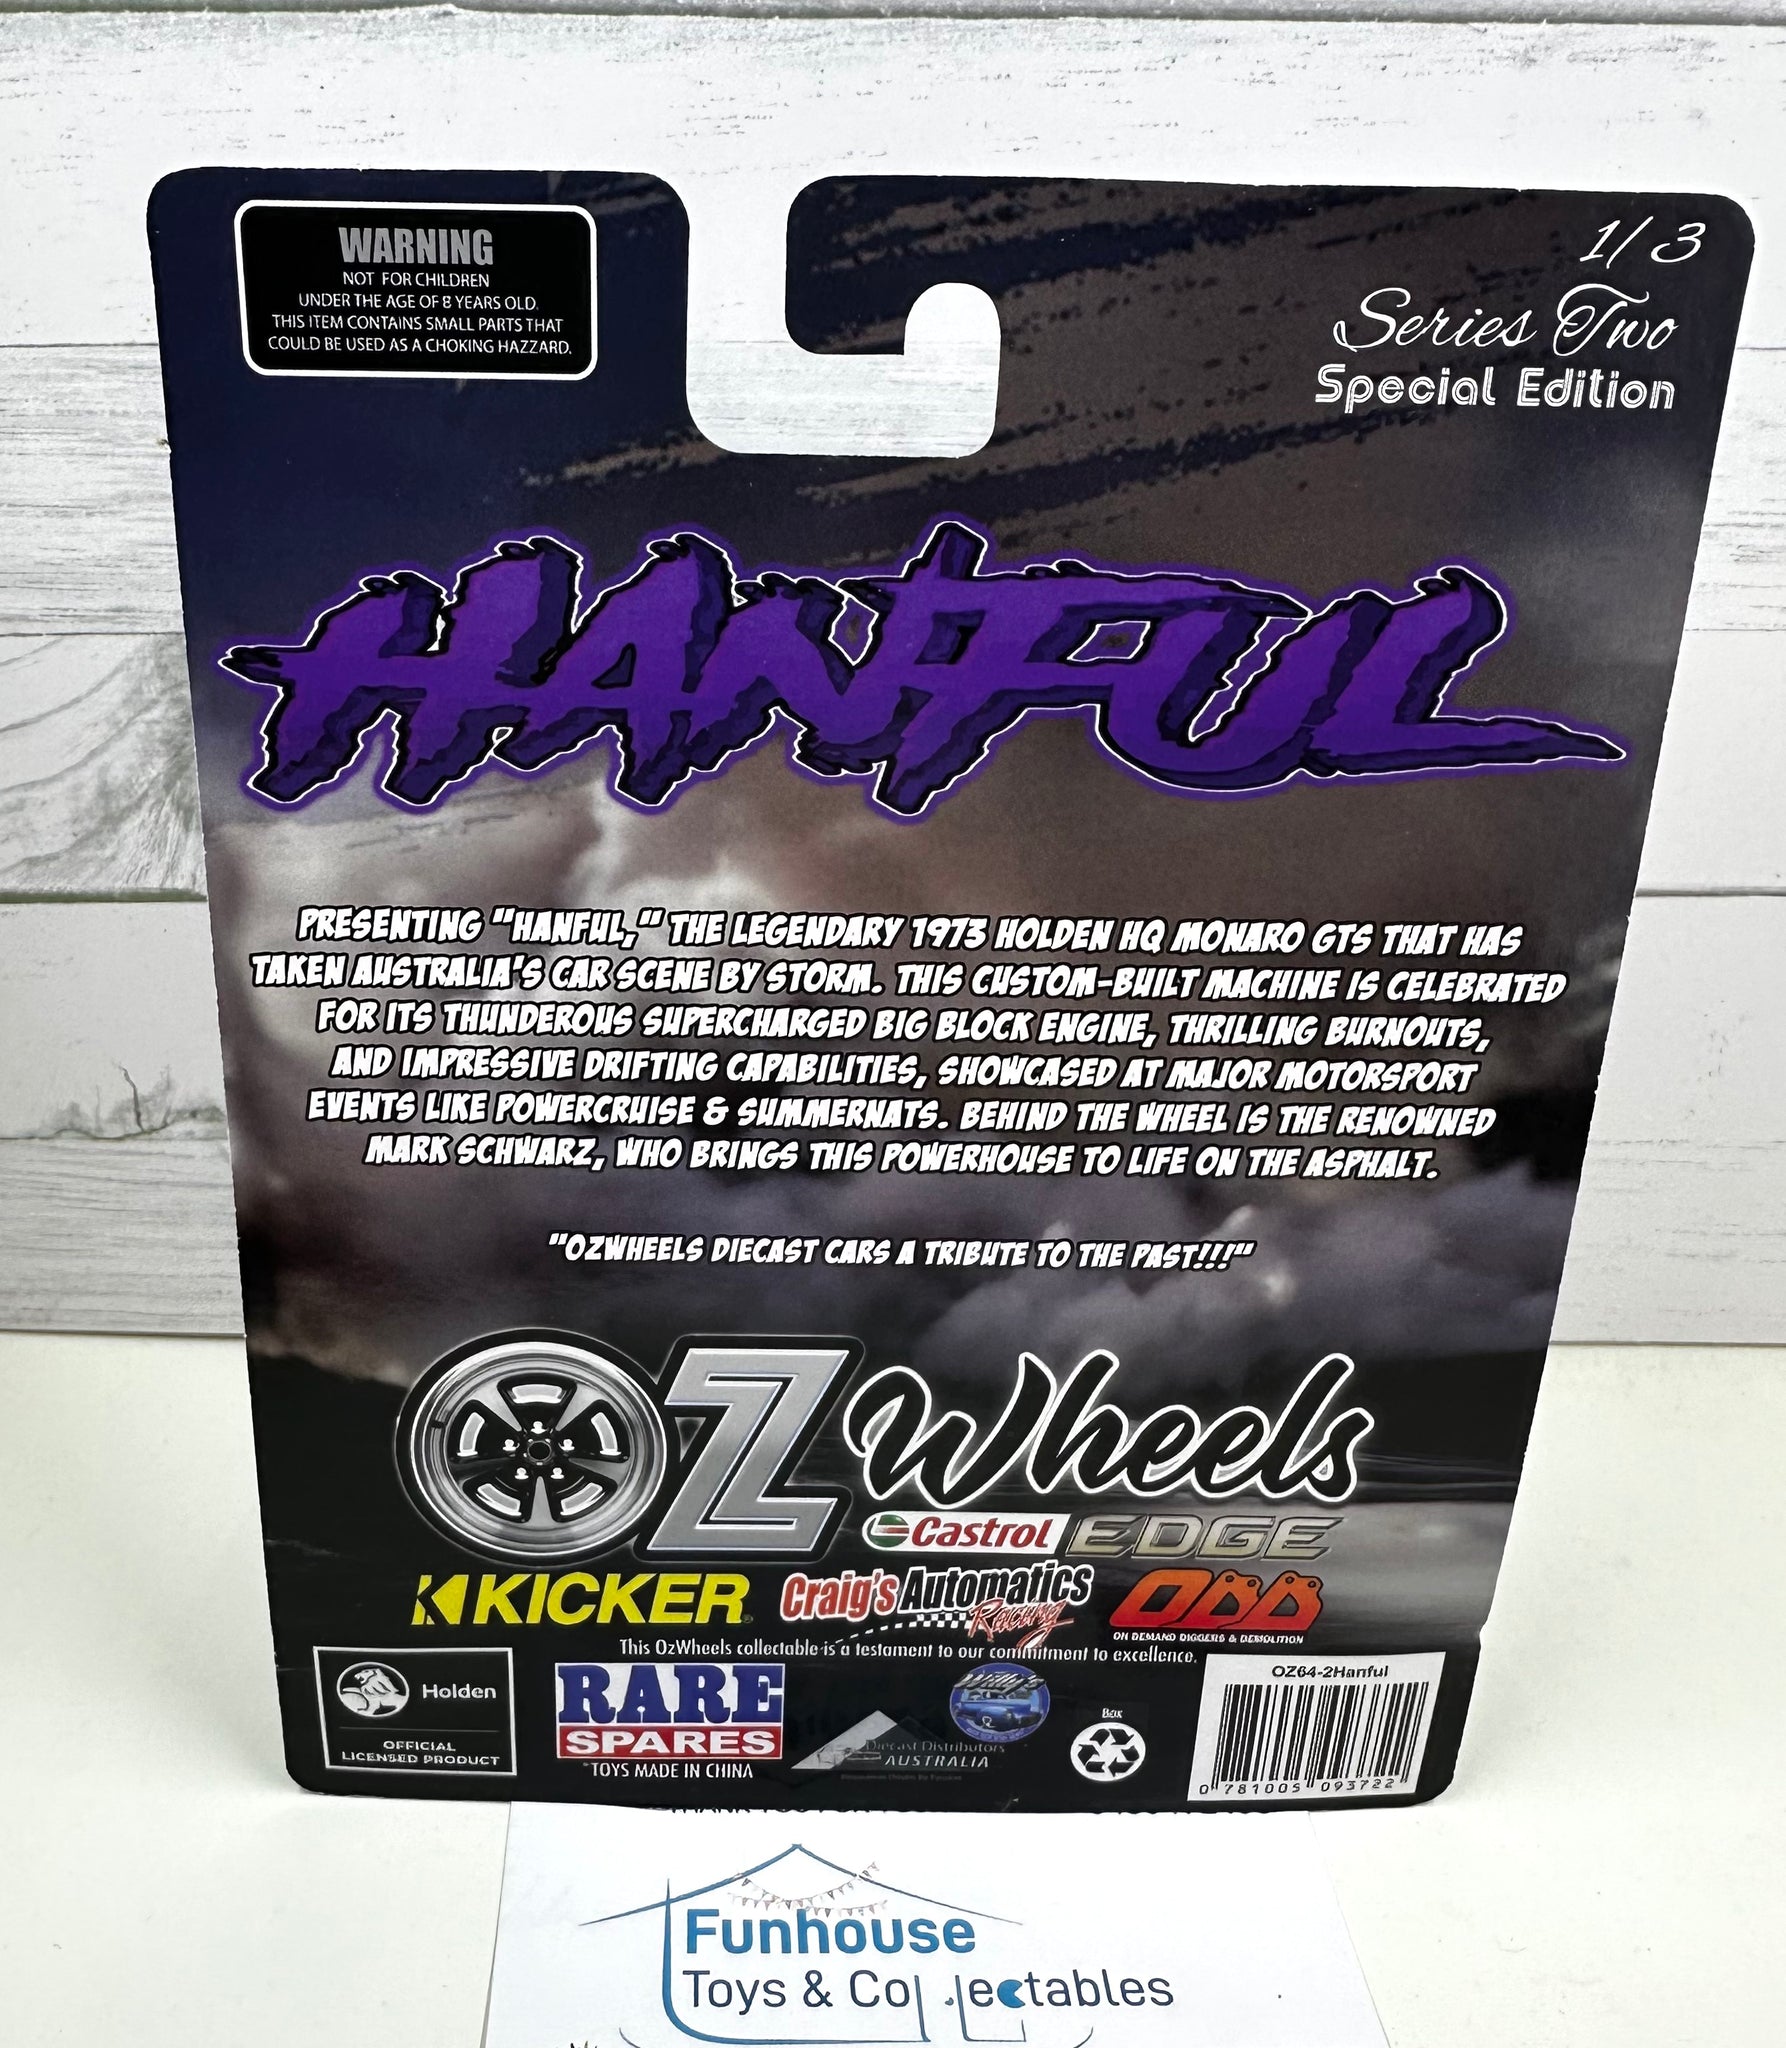 WARNING
NOT FOR CHILDREN
UNDER THE AGE OF 8 YEARS OLD.
THIS ITEM CONTAINS SMALL PARTS THAT
COULD BE USED AS A CHOKING HAZZARD.
1/3
Series Two
Special Edition
HANFUL
PRESENTING "HANFUL," THE LEGENDARY 1973 HOLDEN HQ MONARO GTS THAT HAS
TAKEN AUSTRALIA'S CAR SCENE BY STORM. THIS CUSTOM-BUILT MACHINE IS CELEBRATED
FOR ITS THUNDEROUS SUPERCHARGED BIG BLOCK ENGINE, THRILLING BURNOUTS,
AND IMPRESSIVE DRIFTING CAPABILITIES, SHOWCASED AT MAJOR MOTORSPORT
EVENTS LIKE POWERCRUISE & SUMMERNATS. BEHIND THE WHEEL IS THE RENOWNED
MARK SCHWARZ, WHO BRINGS THIS POWERHOUSE TO LIFE ON THE ASPHALT.
"OZWHEELS DIECAST CARS A TRIBUTE TO THE PAST!!!"
OZ Wheels
Castrol EDGE
KICKER Craig's Automatics Racing ODD
ON DEMAND DIGGERS & DEMOLITION
This OzWheels collectable is a testament to our commitment to excellence.
Holden
OFFICIAL
LICENSED PRODUCT
RARE
SPARES
TOYS MADE IN CHINA
Diecast Distributors
AUSTRALIA
Willy's
Box
OZ64-2Hanful
0 781005 093722
Funhouse
Toys & Collectables